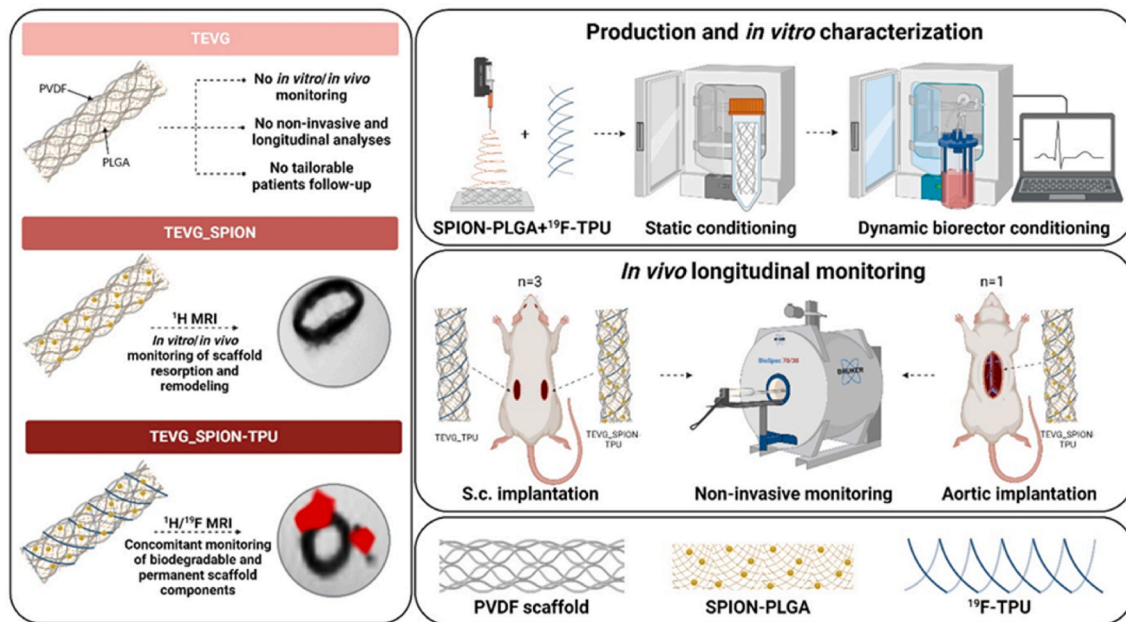 TEVG
PVDF
PLGA
No in vitro/in vivo
monitoring
No non-invasive and
longitudinal analyses
No tailorable
patients follow-up
TEVG_SPION
¹H MRI
In vitro/in vivo
monitoring of scaffold
resorption and
remodeling
TEVG_SPION-TPU
¹H/¹⁹F MRI
Concomitant monitoring
of biodegradable and
permanent scaffold
components
Production and in vitro characterization
+
SPION-PLGA+¹⁹F-TPU
Static conditioning
Dynamic biorector conditioning
In vivo longitudinal monitoring
n=3
n=1
TEVG_TPU
TEVG_SPION-
TPU
BioSpec 70/30
BRUKER
TEVG_SPION-
TPU
S.c. implantation
Non-invasive monitoring
Aortic implantation
PVDF scaffold
SPION-PLGA
¹⁹F-TPU